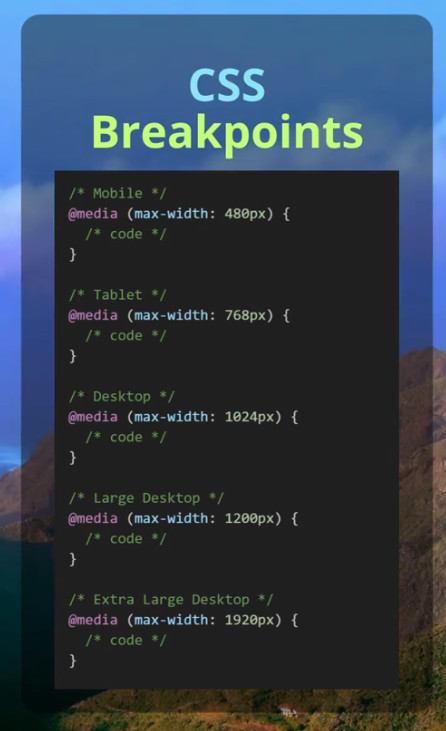 CSS
Breakpoints
/* Mobile */
@media (max-width: 480px) {
  /* code */
}
/* Tablet */
@media (max-width: 768px) {
  /* code */
}
/* Desktop */
@media (max-width: 1024px) {
  /* code */
}
/* Large Desktop */
@media (max-width: 1200px) {
  /* code */
}
/* Extra Large Desktop */
@media (max-width: 1920px) {
  /* code */
}